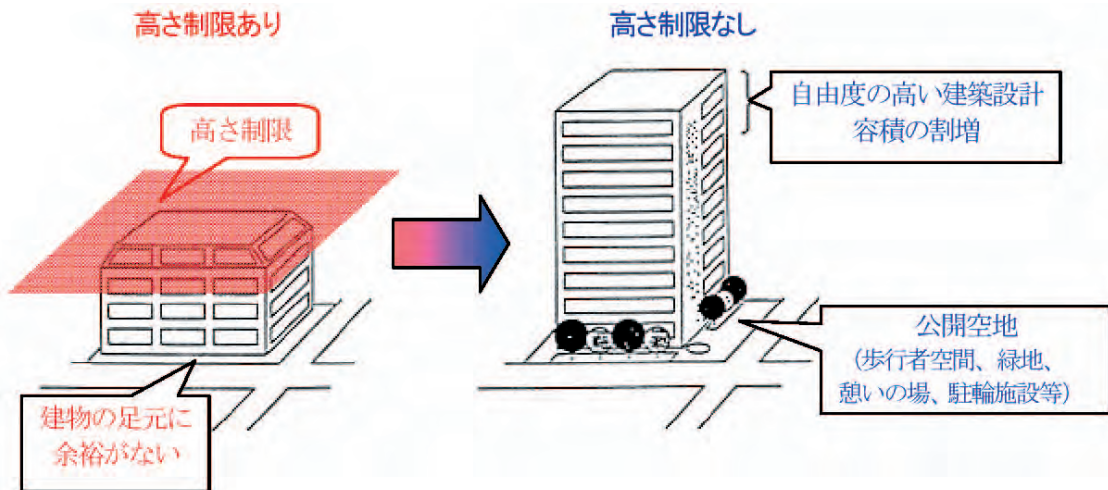 高さ制限あり
高さ制限
建物の足元に
余裕がない
高さ制限なし
自由度の高い建築設計
容積の割増
公開空地
(歩行者空間、緑地、
憩いの場、駐輪施設等)